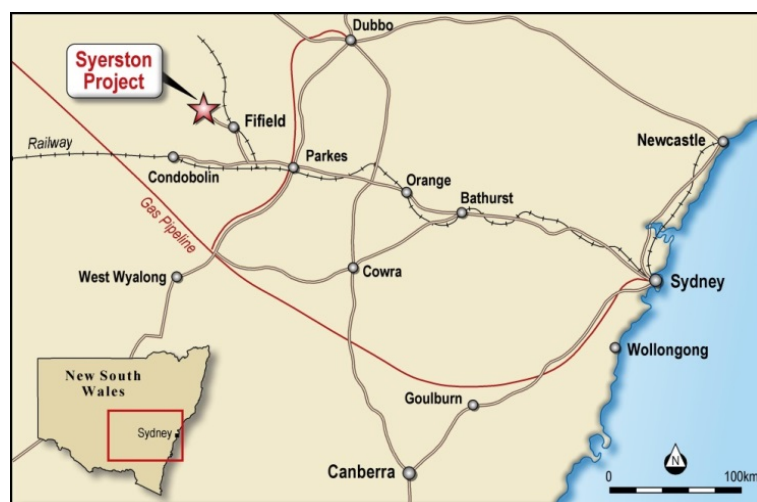 Dubbo
Syerston
Project
Fifield
Newcastle
Railway
Parkes
Condobolin
Orange
Bathurst
Gas Pipeline
West Wyalong
Cowra
Sydney
Wollongong
New South
Wales
Goulburn
Sydney
Canberra
N
0 100km